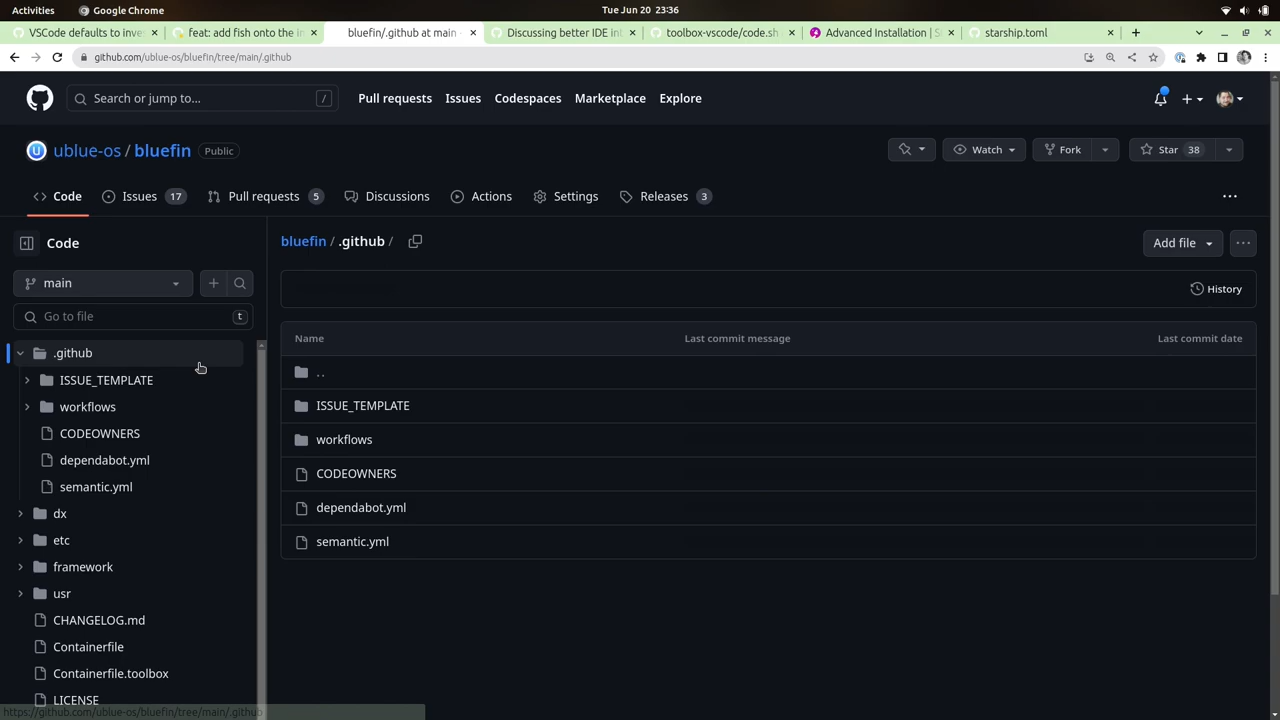 Activities
Google Chrome
Tue Jun 20 23:36
VSCode defaults to inve
feat: add fish onto the i
bluefin/.github at main
Discussing better IDE in
toolbox-vscode/code.sh
Advanced Installation | S
starship.toml
github.com/ublue-os/bluefin/tree/main/.github
Search or jump to...
/
Pull requests
Issues
Codespaces
Marketplace
Explore
ublue-os / bluefin
Public
Watch
Fork
Star 38
Code
Issues 17
Pull requests 5
Discussions
Actions
Settings
Releases 3
Code
bluefin / .github /
Add file
main
History
Go to file
t
.github
ISSUE_TEMPLATE
workflows
CODEOWNERS
dependabot.yml
semantic.yml
dx
etc
framework
usr
CHANGELOG.md
Containerfile
Containerfile.toolbox
LICENSE
Name
Last commit message
Last commit date
. .
ISSUE_TEMPLATE
workflows
CODEOWNERS
dependabot.yml
semantic.yml
https://github.com/ublue-os/bluefin/tree/main/.github